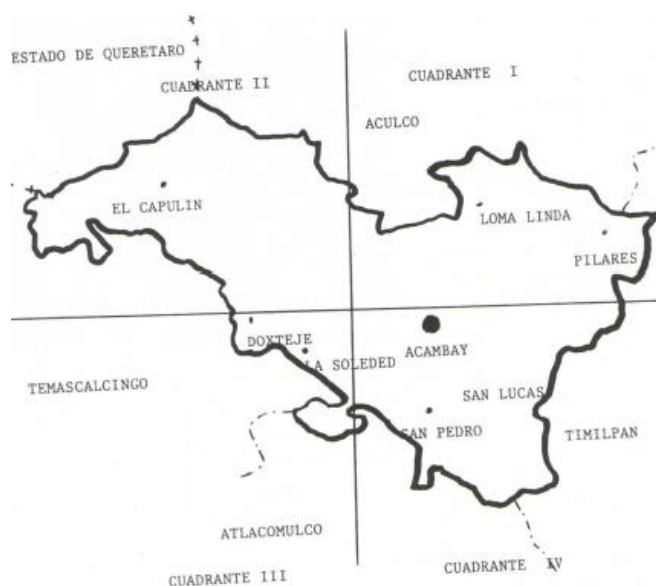 ESTADO DE QUERETARO
CUADRANTE II
CUADRANTE I
ACULCO
EL CAPULIN
LOMA LINDA
PILARES
DOXTEJE
LA SOLEDED
ACAMBAY
TEMASCALCINGO
SAN LUCAS
SAN PEDRO
TIMILPAN
ATLACOMULCO
CUADRANTE III
CUADRANTE IV